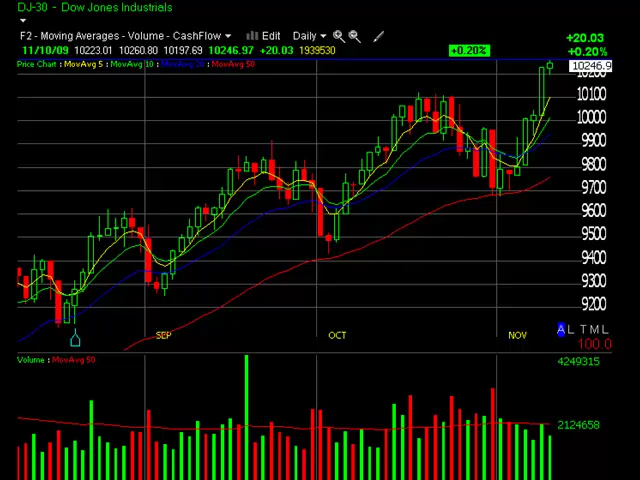 DJ-30 - Dow Jones Industrials
F2 - Moving Averages - Volume - CashFlow Edit Daily
+20.03
11/10/09 10223.01 10260.80 10197.69 10246.97 +20.03 1939530 +0.20% +0.20%
Price Chart : MovAvg 5 : MovAvg 10 : MovAvg 20 : MovAvg 50
10246.9
10200
10100
10000
9900
9800
9700
9600
9500
9400
9300
9200
SEP OCT NOV
A L T M L
100.0
Volume : MovAvg 50
4249315
2124658